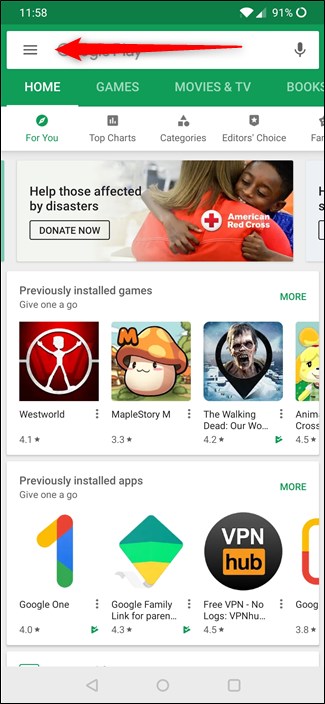 11:58
91%
Google Play
HOME GAMES MOVIES & TV BOOKS
For You Top Charts Categories Editors' Choice Fa
Help those affected
by disasters
DONATE NOW
American
Red Cross
Previously installed games
MORE
Give one a go
M
Westworld MapleStory M The Walking Anima
Dead: Our Wo... Cross
4.1 ★ 3.3 ★ 4.2 ★ 4.5 ★
Previously installed apps
MORE
Give one a go
VPN
hub
Google One Google Family Free VPN - No Googl
Link for paren... Logs: VPNhu...
4.0 ★ 4.3 ★ 4.5 ★ 3.8 ★